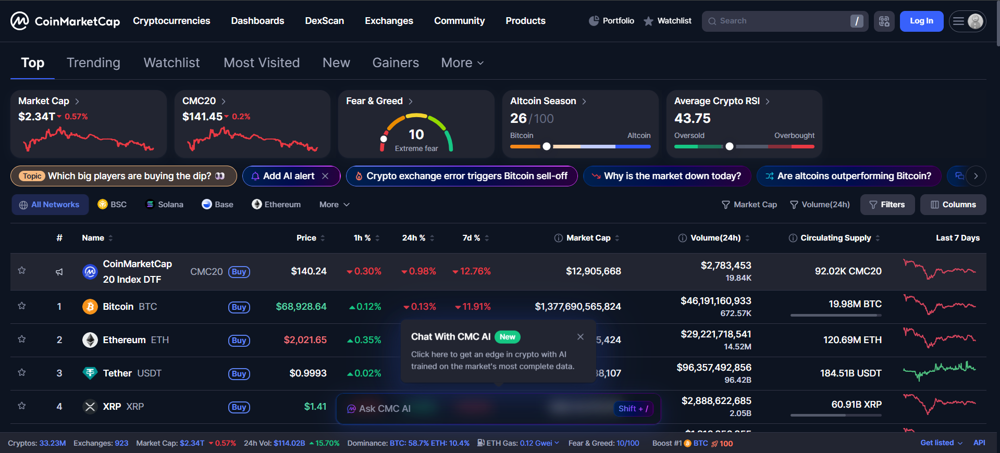 CoinMarketCap Cryptocurrencies Dashboards DexScan Exchanges Community Products Portfolio Watchlist Search / Log In
Top Trending Watchlist Most Visited New Gainers More
Market Cap
$2.34T 0.57%
CMC20
$141.45 0.2%
Fear & Greed
10
Extreme fear
Altcoin Season
26/100
Bitcoin Altcoin
Average Crypto RSI
43.75
Oversold Overbought
Topic Which big players are buying the dip? 👀 Add AI alert Crypto exchange error triggers Bitcoin sell-off Why is the market down today? Are altcoins outperforming Bitcoin?
All Networks BSC Solana Base Ethereum More Market Cap Volume(24h) Filters Columns
# Name Price 1h % 24h % 7d % Market Cap Volume(24h) Circulating Supply Last 7 Days
CoinMarketCap
20 Index DTF
CMC20 Buy $140.24 0.30% 0.98% 12.76% $12,905,668 $2,783,453
19.84K
92.02K CMC20
1 Bitcoin BTC Buy $68,928.64 0.12% 0.13% 11.91% $1,377,690,565,824 $46,191,160,933
672.57K
19.98M BTC
2 Ethereum ETH Buy $2,021.65 0.35% 5,424 $29,221,718,541
14.52M
120.69M ETH
3 Tether USDT Buy $0.9993 0.02% 38,107 $96,357,492,856
96.42B
184.51B USDT
4 XRP XRP Buy $1.41 $2,888,622,685
2.05B
60.91B XRP
Chat With CMC AI New
Click here to get an edge in crypto with AI
trained on the market's most complete data.
Ask CMC AI Shift + /
Cryptos: 33.23M Exchanges: 923 Market Cap: $2.34T 0.57% 24h Vol: $114.02B 15.70% Dominance: BTC: 58.7% ETH: 10.4% ETH Gas: 0.12 Gwei Fear & Greed: 10/100 Boost #1 BTC 100 Get listed API